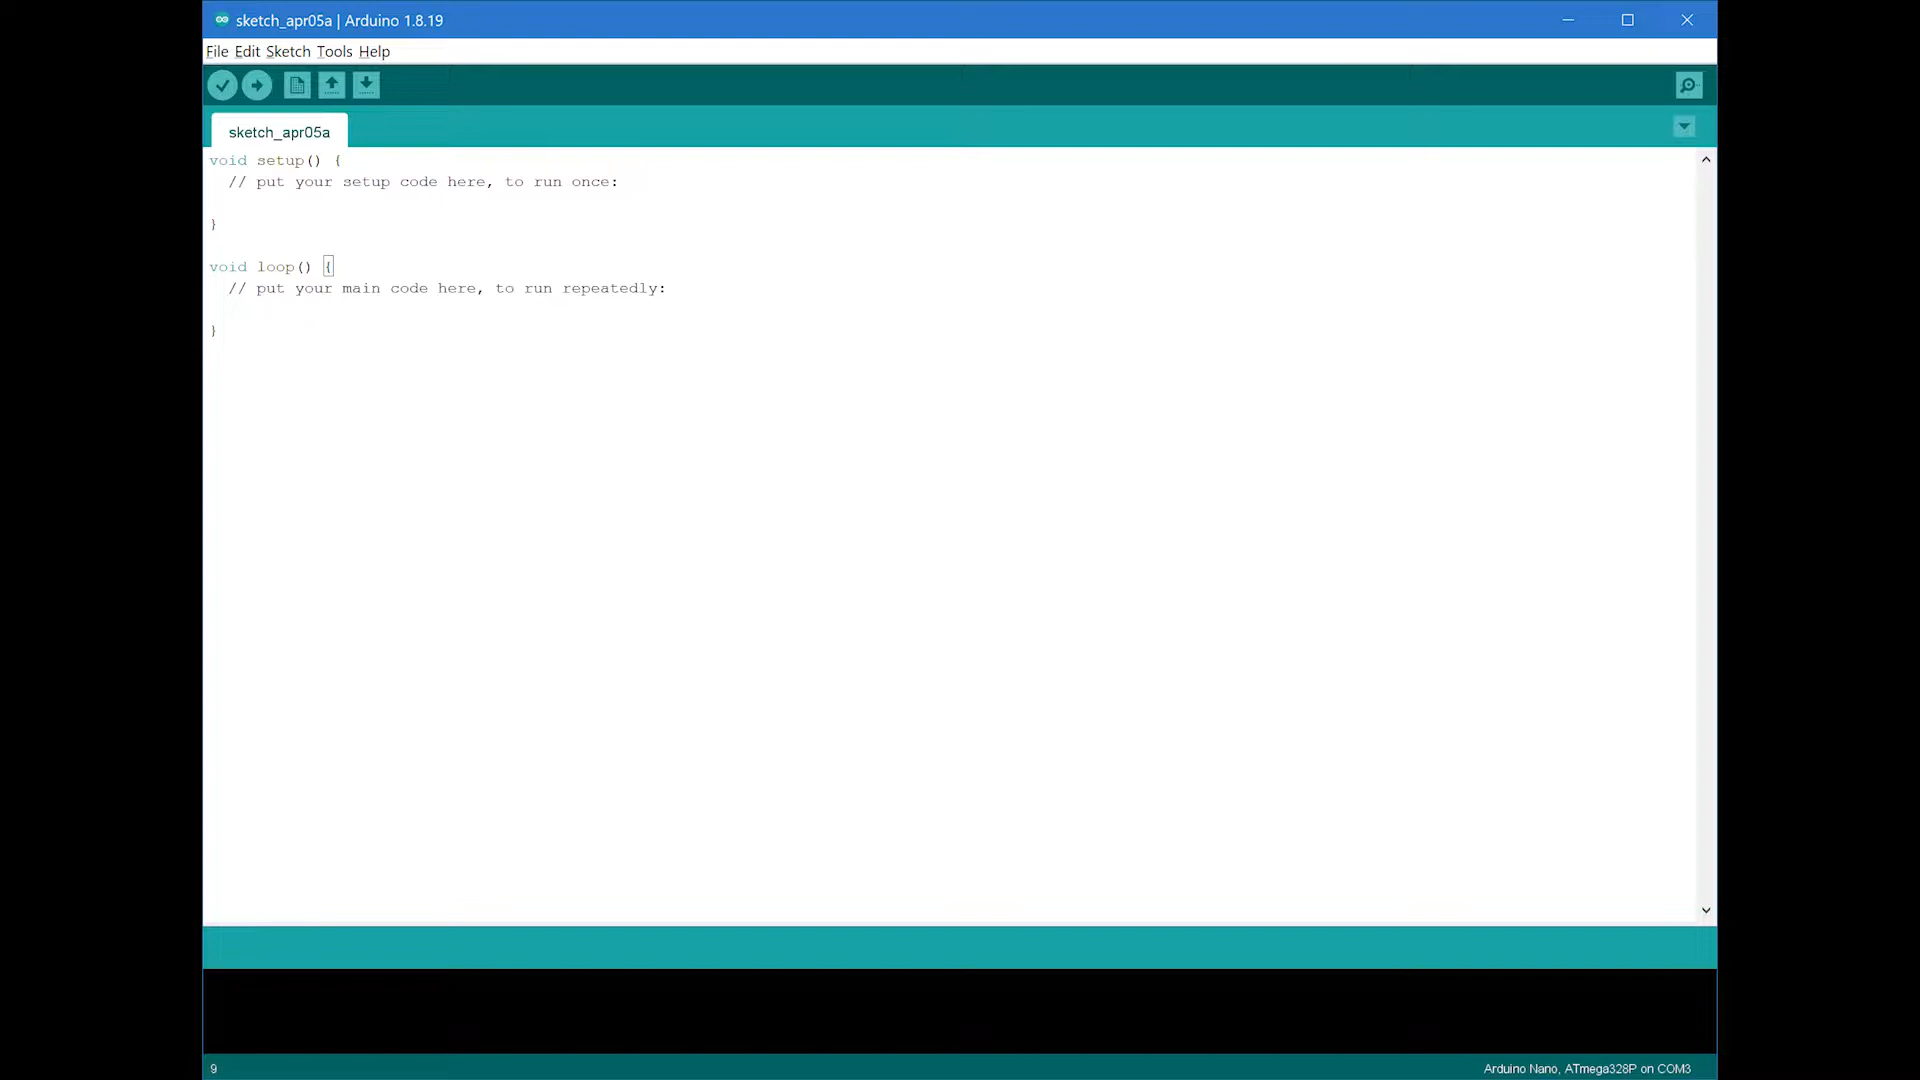 sketch_apr05a | Arduino 1.8.19
File Edit Sketch Tools Help
sketch_apr05a
void setup() {
// put your setup code here, to run once:
}
void loop() {
// put your main code here, to run repeatedly:
}
9
Arduino Nano, ATmega328P on COM3